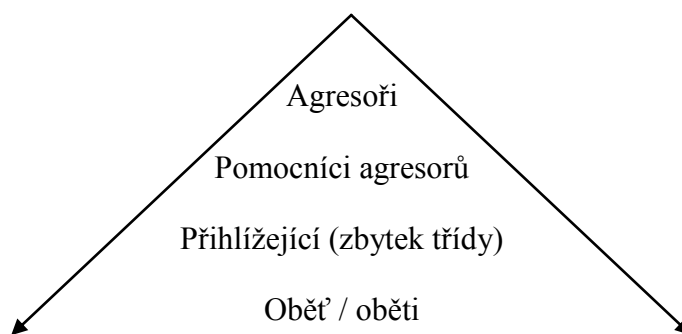 Agresoři
Pomocníci agresorů
Přihlížející (zbytek třídy)
Oběť / oběti